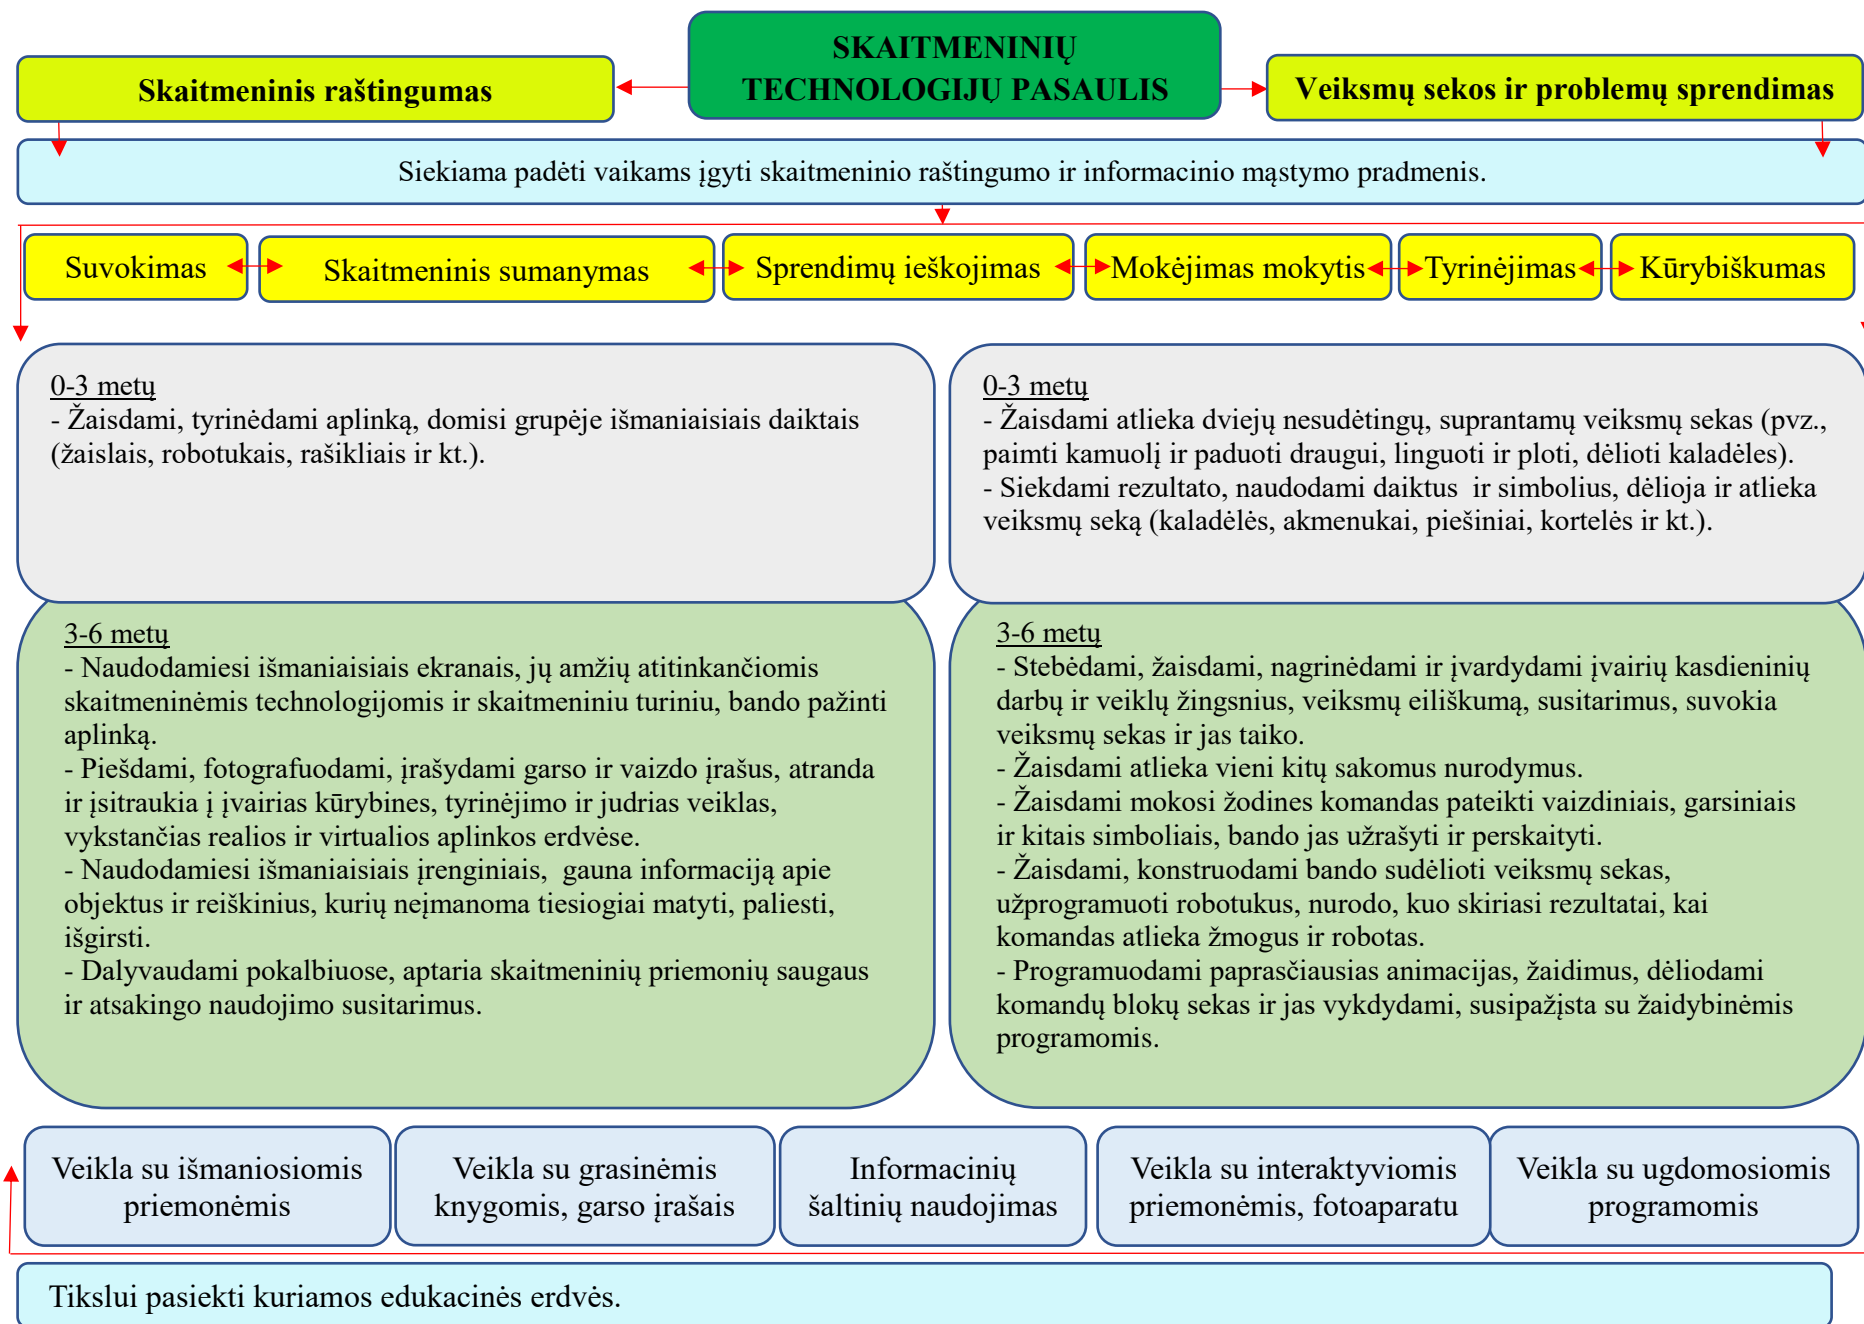 SKAITMENINIŲ
TECHNOLOGIJŲ PASAULIS
Skaitmeninis raštingumas
Veiksmų sekos ir problemų sprendimas
Siekiama padėti vaikams įgyti skaitmeninio raštingumo ir informacinio mąstymo pradmenis.
Suvokimas
Skaitmeninis sumanymas
Sprendimų ieškojimas
Mokėjimas mokytis
Tyrinėjimas
Kūrybiškumas
0-3 metų
- Žaisdami, tyrinėdami aplinką, domisi grupėje išmaniaisiais daiktais
(žaislais, robotukais, rašikliais ir kt.).
0-3 metų
- Žaisdami atlieka dviejų nesudėtingų, suprantamų veiksmų sekas (pvz.,
paimti kamuolį ir paduoti draugui, linguoti ir ploti, dėlioti kaladėles).
- Siekdami rezultato, naudodami daiktus  ir simbolius, dėlioja ir atlieka
veiksmų seką (kaladėlės, akmenukai, piešiniai, kortelės ir kt.).
3-6 metų
- Naudodamiesi išmaniaisiais ekranais, jų amžių atitinkančiomis
skaitmeninėmis technologijomis ir skaitmeniniu turiniu, bando pažinti
aplinką.
- Piešdami, fotografuodami, įrašydami garso ir vaizdo įrašus, atranda
ir įsitraukia į įvairias kūrybines, tyrinėjimo ir judrias veiklas,
vykstančias realios ir virtualios aplinkos erdvėse.
- Naudodamiesi išmaniaisiais įrenginiais,  gauna informaciją apie
objektus ir reiškinius, kurių neįmanoma tiesiogiai matyti, paliesti,
išgirsti.
- Dalyvaudami pokalbiuose, aptaria skaitmeninių priemonių saugaus
ir atsakingo naudojimo susitarimus.
3-6 metų
- Stebėdami, žaisdami, nagrinėdami ir įvardydami įvairių kasdieninių
darbų ir veiklų žingsnius, veiksmų eiliškumą, susitarimus, suvokia
veiksmų sekas ir jas taiko.
- Žaisdami atlieka vieni kitų sakomus nurodymus.
- Žaisdami mokosi žodines komandas pateikti vaizdiniais, garsiniais
ir kitais simboliais, bando jas užrašyti ir perskaityti.
- Žaisdami, konstruodami bando sudėlioti veiksmų sekas,
užprogramuoti robotukus, nurodo, kuo skiriasi rezultatai, kai
komandas atlieka žmogus ir robotas.
- Programuodami paprasčiausias animacijas, žaidimus, dėliodami
komandų blokų sekas ir jas vykdydami, susipažįsta su žaidybinėmis
programomis.
Veikla su išmaniosiomis
priemonėmis
Veikla su grasinėmis
knygomis, garso įrašais
Informacinių
šaltinių naudojimas
Veikla su interaktyviomis
priemonėmis, fotoaparatu
Veikla su ugdomosiomis
programomis
Tikslui pasiekti kuriamos edukacinės erdvės.